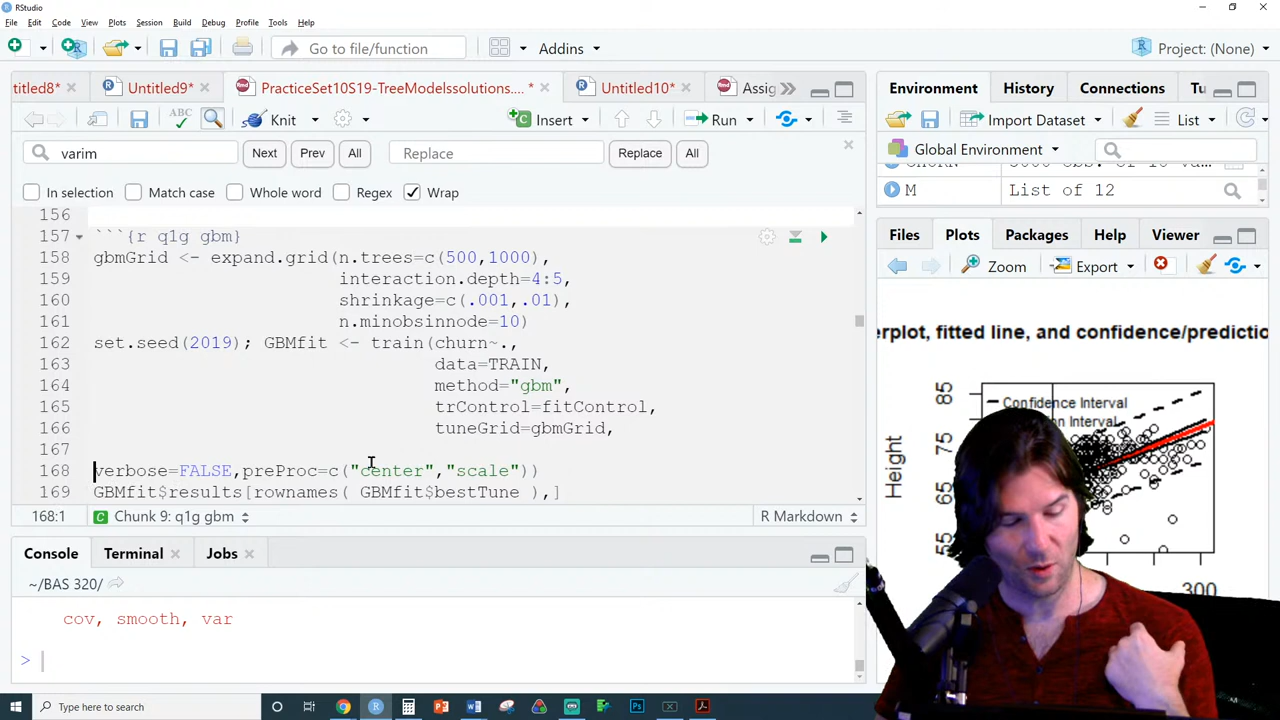 RStudio
File Edit Code View Plots Session Build Debug Profile Tools Help
Go to file/function
Addins
Project: (None)
titled8*
Untitled9*
PracticeSet10S19-TreeModelssolutions....*
Untitled10*
Assig
Knit
Insert
Run
varim
Next
Prev
All
Replace
Replace
All
In selection
Match case
Whole word
Regex
Wrap
156
157 ```{r q1g gbm}
158 gbmGrid <- expand.grid(n.trees=c(500,1000),
159 interaction.depth=4:5,
160 shrinkage=c(.001,.01),
161 n.minobsinnode=10)
162 set.seed(2019); GBMfit <- train(churn~.,
163 data=TRAIN,
164 method="gbm",
165 trControl=fitControl,
166 tuneGrid=gbmGrid,
167
168 verbose=FALSE,preProc=c("center","scale"))
169 GBMfit$results[rownames( GBMfit$bestTune ),]
168:1
Chunk 9: q1g gbm
R Markdown
Console
Terminal
Jobs
~/BAS 320/
cov, smooth, var
>
Environment
History
Connections
Tu
Import Dataset
List
Global Environment
M
List of 12
Files
Plots
Packages
Help
Viewer
Zoom
Export
erplot, fitted line, and confidence/predictio
Confidence Interval
Interval
Height
85
75
65
55
300
Type here to search